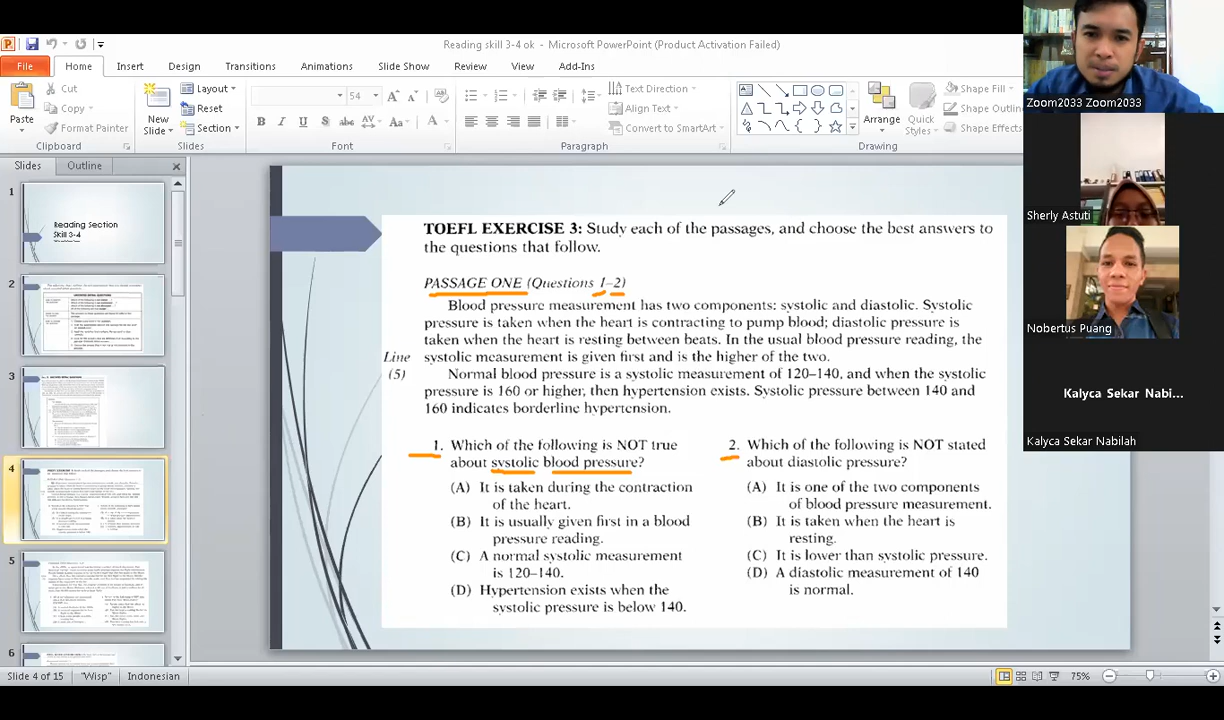 Reading skill 3-4 ok - Microsoft PowerPoint (Product Activation Failed)
File Home Insert Design Transitions Animations Slide Show Review View Add-Ins
Paste
Cut
Copy
Format Painter
Clipboard
New
Slide
Layout
Reset
Section
Slides
54
Font
Text Direction
Align Text
Convert to SmartArt
Paragraph
Arrange
Quick
Styles
Shape Fill
Shape Outlin
Shape Effects
Drawing
Slides Outline
1
Reading Section
Skill 3-4
2
3
4
5
6
TOEFL EXERCISE 3: Study each of the passages, and choose the best answers to
the questions that follow.
PASSAGE ONE (Questions 1–2)
Blood pressure measurement has two components: systolic and diastolic. Systolic
pressure is taken when the heart is contracting to pump blood; diastolic pressure is
taken when the heart is resting between beats. In the usual blood pressure reading, the
Line systolic measurement is given first and is the higher of the two.
(5) Normal blood pressure is a systolic measurement of 120–140, and when the systolic
pressure is 160 or higher, then hypertension exists. Systolic pressure between 140 and
160 indicates borderline hypertension.
1. Which of the following is NOT true
about systolic blood pressure?
(A) It is taken during the contraction
of the heart.
(B) It is usually given first in a blood
pressure reading.
(C) A normal systolic measurement
is 120–140.
(D) Hypertension exists when the
systolic pressure is below 140.
2. Which of the following is NOT stated
about diastolic pressure?
(A) It is one of the two components
of blood pressure measurement.
(B) It is taken when the heart is
resting.
(C) It is lower than systolic pressure.
(D) A diastolic measurement of 140
is normal.
Zoom2033 Zoom2033
Sherly Astuti
Nobertus Puang
Kalyca Sekar Nabi...
Kalyca Sekar Nabilah
Slide 4 of 15 "Wisp" Indonesian 75%